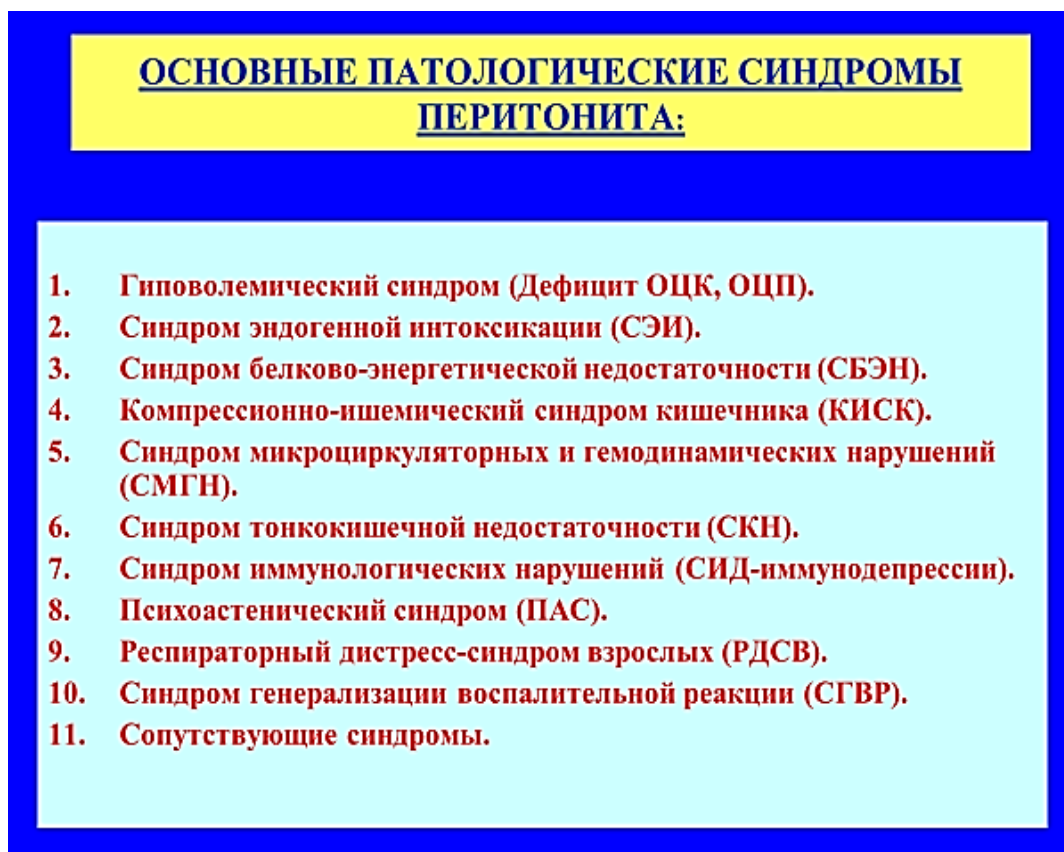 ОСНОВНЫЕ ПАТОЛОГИЧЕСКИЕ СИНДРОМЫ
ПЕРИТОНИТА:
1. Гиповолемический синдром (Дефицит ОЦК, ОЦП).
2. Синдром эндогенной интоксикации (СЭИ).
3. Синдром белково-энергетической недостаточности (СБЭН).
4. Компрессионно-ишемический синдром кишечника (КИСК).
5. Синдром микроциркуляторных и гемодинамических нарушений
(СМГН).
6. Синдром тонкокишечной недостаточности (СКН).
7. Синдром иммунологических нарушений (СИД-иммунодепрессии).
8. Психоастенический синдром (ПАС).
9. Респираторный дистресс-синдром взрослых (РДСВ).
10. Синдром генерализации воспалительной реакции (СГВР).
11. Сопутствующие синдромы.